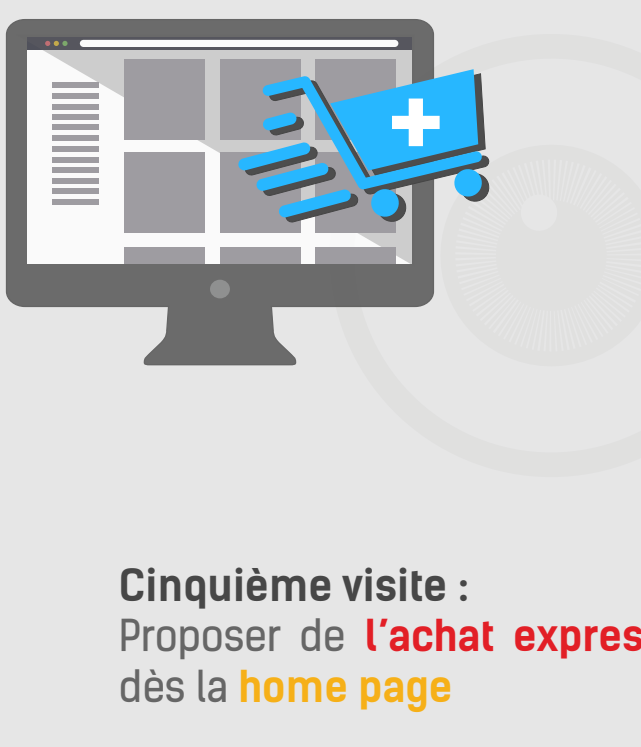 Cinquième visite :
Proposer de l’achat expres
dès la home page